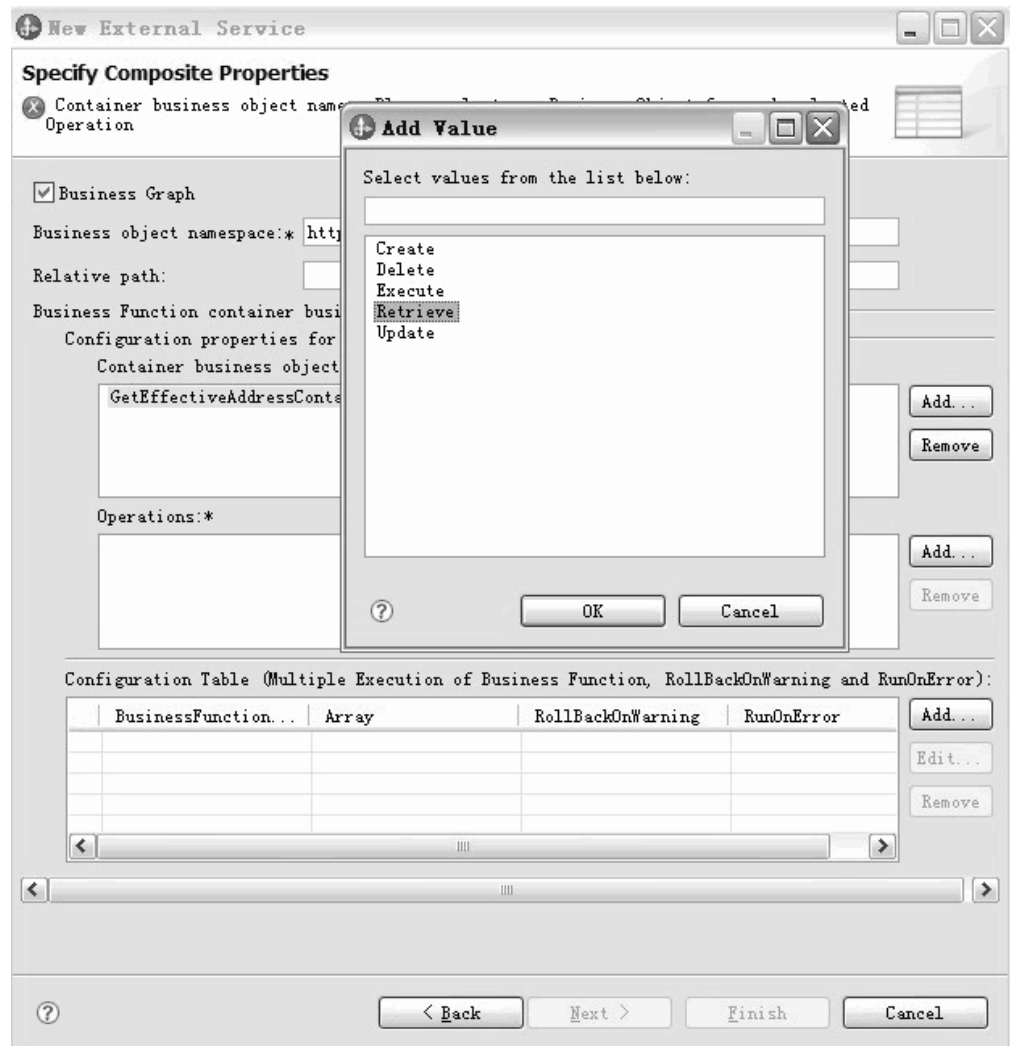 New External Service
Specify Composite Properties
Container business object name
Operation
Add Value
Select values from the list below:
Create
Delete
Execute
Retrieve
Update
OK
Cancel
Business Graph
Business object namespace:* http
Relative path:
Business Function container busi
Configuration properties for
Container business object
GetEffectiveAddressConta
Add...
Remove
Operations:*
Add...
Remove
Configuration Table (Multiple Execution of Business Function, RollBackOnWarning and RunOnError):
BusinessFunction... Array RollBackOnWarning RunOnError
Add...
Edit...
Remove
< Back Next > Finish Cancel